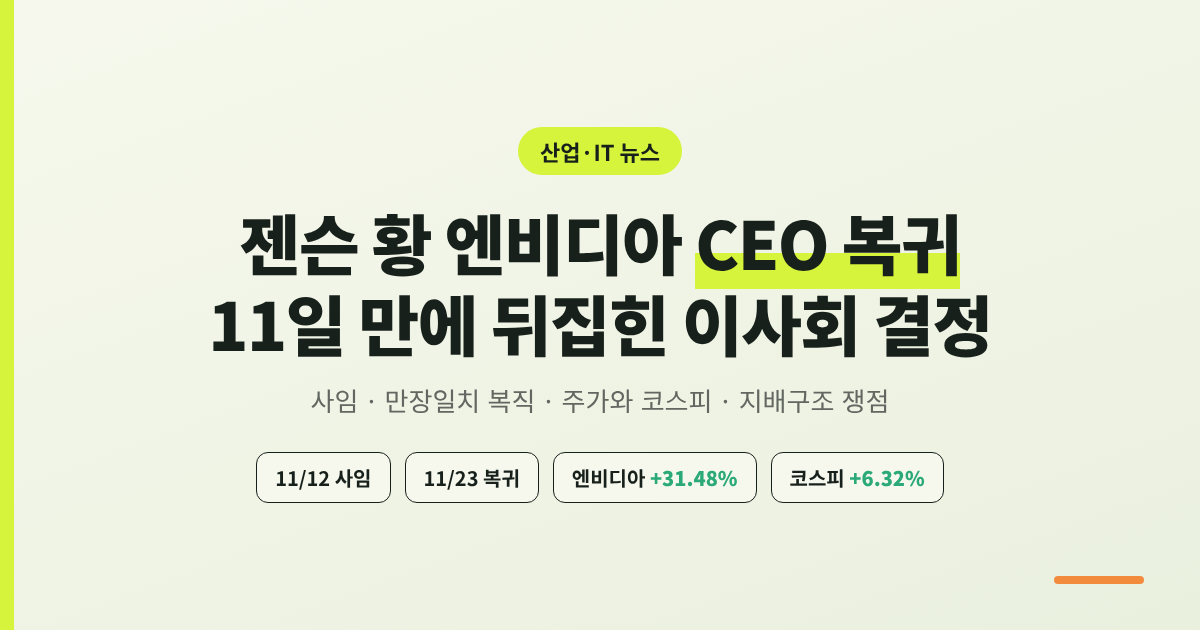 산업·IT 뉴스
젠슨 황 엔비디아 CEO 복귀
11일 만에 뒤집힌 이사회 결정
사임 · 만장일치 복직 · 주가와 코스피 · 지배구조 쟁점
11/12 사임
11/23 복귀
엔비디아 +31.48%
코스피 +6.32%